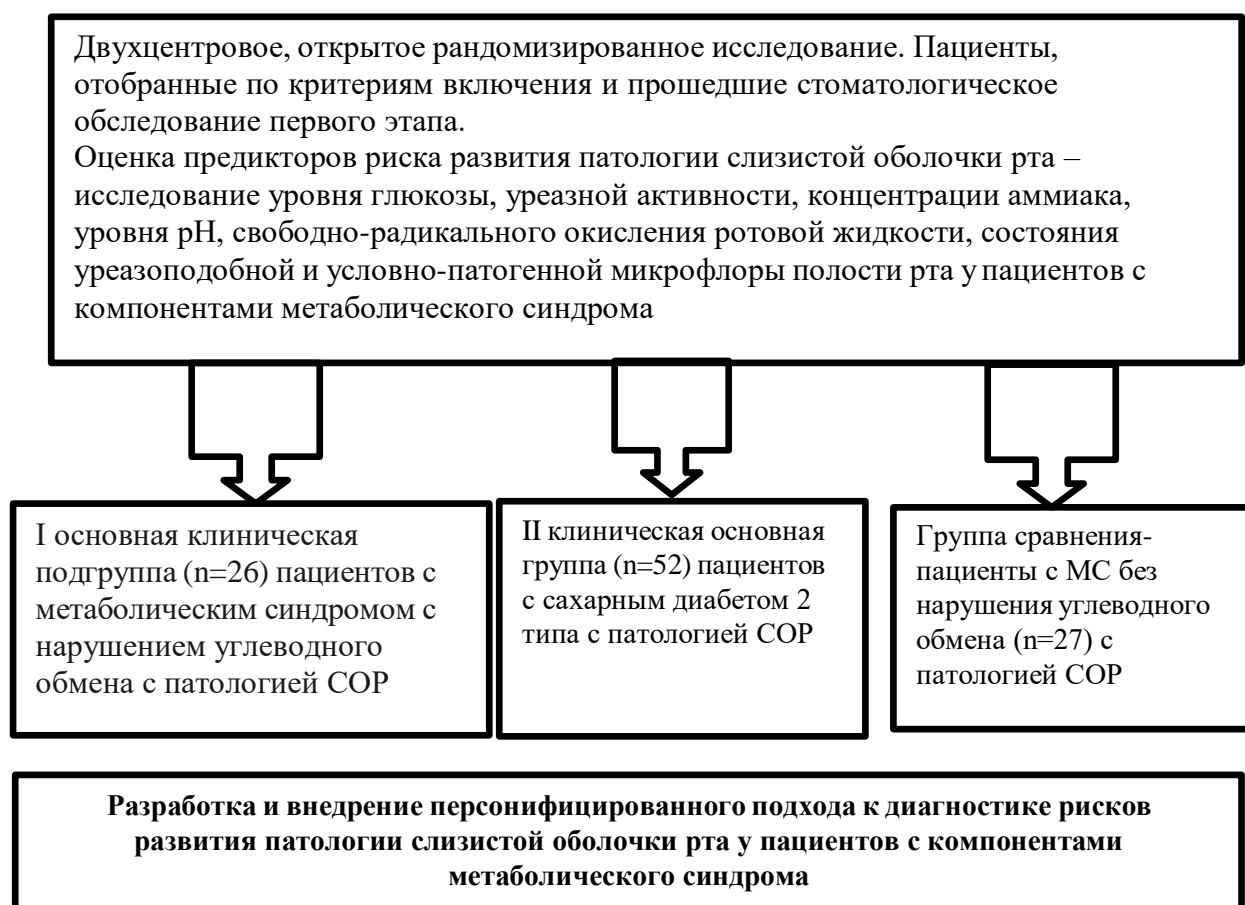 Двухцентровое, открытое рандомизированное исследование. Пациенты,
отобранные по критериям включения и прошедшие стоматологическое
обследование первого этапа.
Оценка предикторов риска развития патологии слизистой оболочки рта –
исследование уровня глюкозы, уреазной активности, концентрации аммиака,
уровня рН, свободно-радикального окисления ротовой жидкости, состояния
уреазоподобной и условно-патогенной микрофлоры полости рта у пациентов с
компонентами метаболического синдрома
I основная клиническая
подгруппа (n=26) пациентов с
метаболическим синдромом с
нарушением углеводного
обмена с патологией СОР
II клиническая основная
группа (n=52) пациентов
с сахарным диабетом 2
типа с патологией СОР
Группа сравнения-
пациенты с МС без
нарушения углеводного
обмена (n=27) с
патологией СОР
Разработка и внедрение персонифицированного подхода к диагностике рисков
развития патологии слизистой оболочки рта у пациентов с компонентами
метаболического синдрома